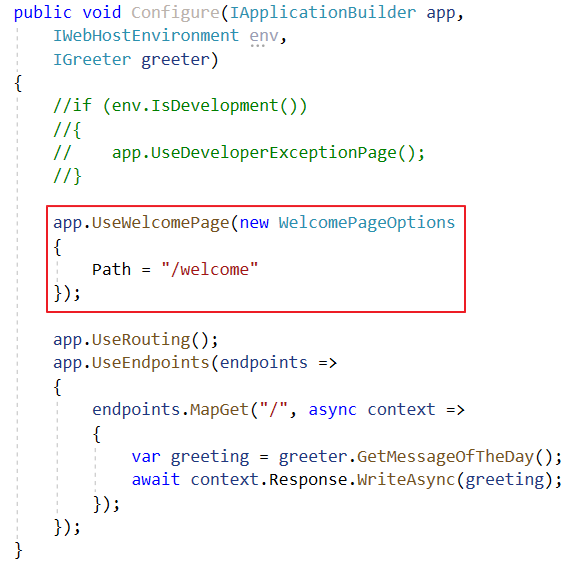 public void Configure(IApplicationBuilder app,
    IWebHostEnvironment env,
    IGreeter greeter)
{
    //if (env.IsDevelopment())
    //{
    //    app.UseDeveloperExceptionPage();
    //}
    app.UseWelcomePage(new WelcomePageOptions
    {
        Path = "/welcome"
    });
    app.UseRouting();
    app.UseEndpoints(endpoints =>
    {
        endpoints.MapGet("/", async context =>
        {
            var greeting = greeter.GetMessageOfTheDay();
            await context.Response.WriteAsync(greeting);
        });
    });
}